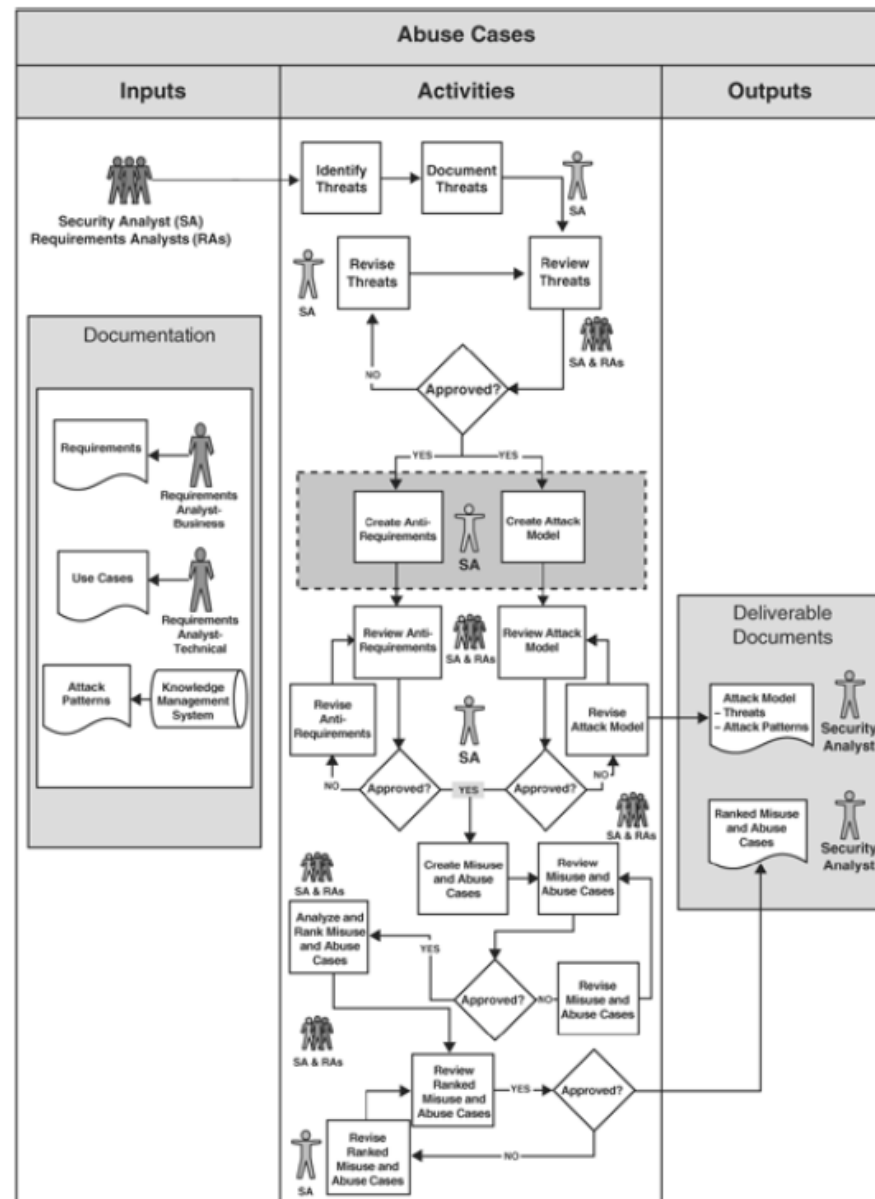 Abuse Cases
Inputs
Activities
Outputs
Security Analyst (SA)
Requirements Analysts (RAs)
Identify
Threats
Document
Threats
SA
Revise
Threats
SA
Review
Threats
SA & RAs
NO
Approved?
YES
YES
Documentation
Requirements
Requirements
Analyst-
Business
Use Cases
Requirements
Analyst-
Technical
Attack
Patterns
Knowledge
Management
System
Create Anti-
Requirements
SA
Create Attack
Model
Review Anti-
Requirements
SA & RAs
Review Attack
Model
Revise
Anti-
Requirements
SA
Revise
Attack Model
NO
Approved?
YES
Approved?
NO
SA & RAs
Create Misuse
and Abuse
Cases
Review
Misuse and
Abuse Cases
SA & RAs
Analyze and
Rank Misuse
and Abuse
Cases
YES
Approved?
NO
Revise
Misuse and
Abuse Cases
SA & RAs
Review
Ranked
Misuse and
Abuse Cases
YES
Approved?
NO
SA
Revise
Ranked
Misuse and
Abuse Cases
Deliverable
Documents
Attack Model
– Threats
– Attack Patterns
Security
Analyst
Ranked Misuse
and Abuse
Cases
Security
Analyst